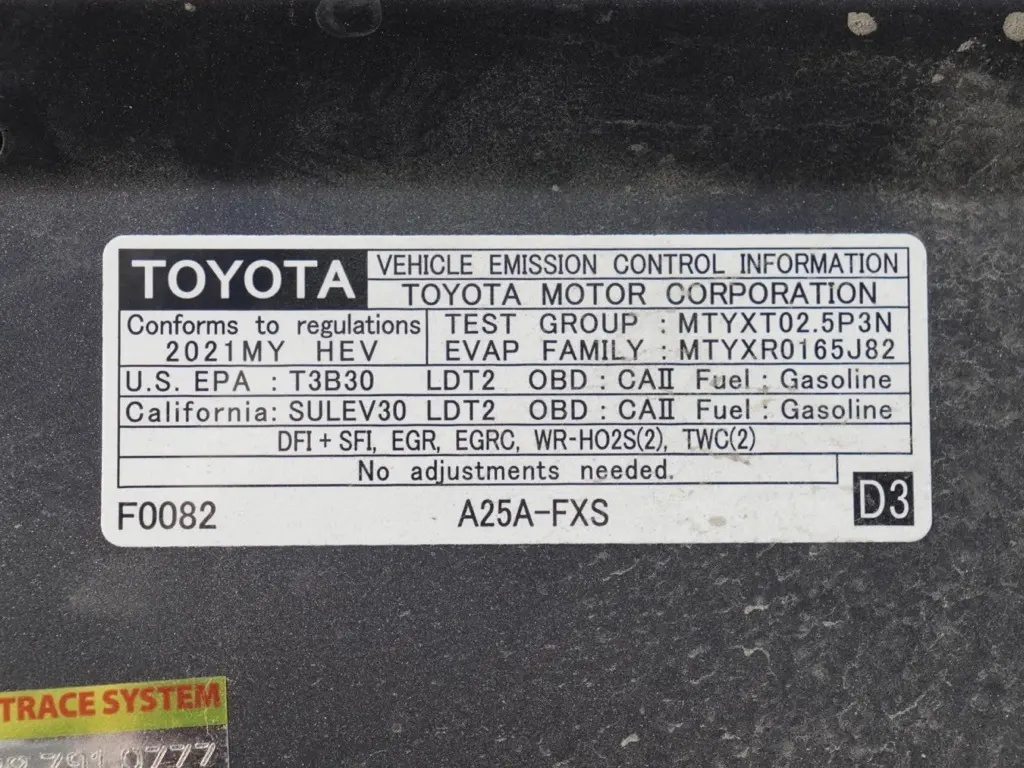 TOYOTA
VEHICLE EMISSION CONTROL INFORMATION
TOYOTA MOTOR CORPORATION
Conforms to regulations
2021MY HEV
TEST GROUP : MTYXT02.5P3N
EVAP FAMILY : MTYXR0165J82
U.S. EPA : T3B30 LDT2 OBD : CAⅡ Fuel : Gasoline
California: SULEV30 LDT2 OBD : CAⅡ Fuel : Gasoline
DFI + SFI, EGR, EGRC, WR-HO2S(2), TWC(2)
No adjustments needed.
F0082 A25A-FXS D3
TRACE SYSTEM
791 0777